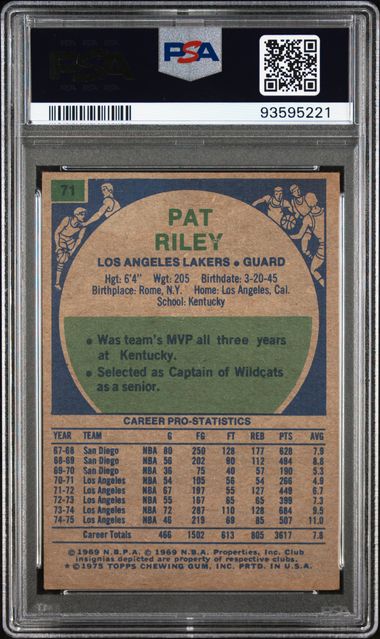 PSA
93595221
71
PAT
RILEY
LOS ANGELES LAKERS • GUARD
Hgt: 6'4" Wgt: 205 Birthdate: 3-20-45
Birthplace: Rome, N.Y. Home: Los Angeles, Cal.
School: Kentucky
• Was team's MVP all three years
at Kentucky.
• Selected as Captain of Wildcats
as a senior.
CAREER PRO-STATISTICS
YEAR TEAM G FG FT REB PTS AVG
67-68 San Diego NBA 80 250 128 177 628 7.9
68-69 San Diego NBA 56 202 90 112 494 8.8
69-70 San Diego NBA 36 75 40 57 190 5.3
70-71 Los Angeles NBA 54 105 56 54 266 4.9
71-72 Los Angeles NBA 67 197 55 127 449 6.7
72-73 Los Angeles NBA 55 167 65 65 399 7.3
73-74 Los Angeles NBA 72 287 110 128 684 9.5
74-75 Los Angeles NBA 46 219 69 85 507 11.0
Career Totals 466 1502 613 805 3617 7.8
© 1969 N.B.P.A. © 1969 N.B.A. Properties, Inc. Club
insignias depicted are property of respective clubs.
★ © 1975 TOPPS CHEWING GUM, INC. PRTD. IN U.S.A.